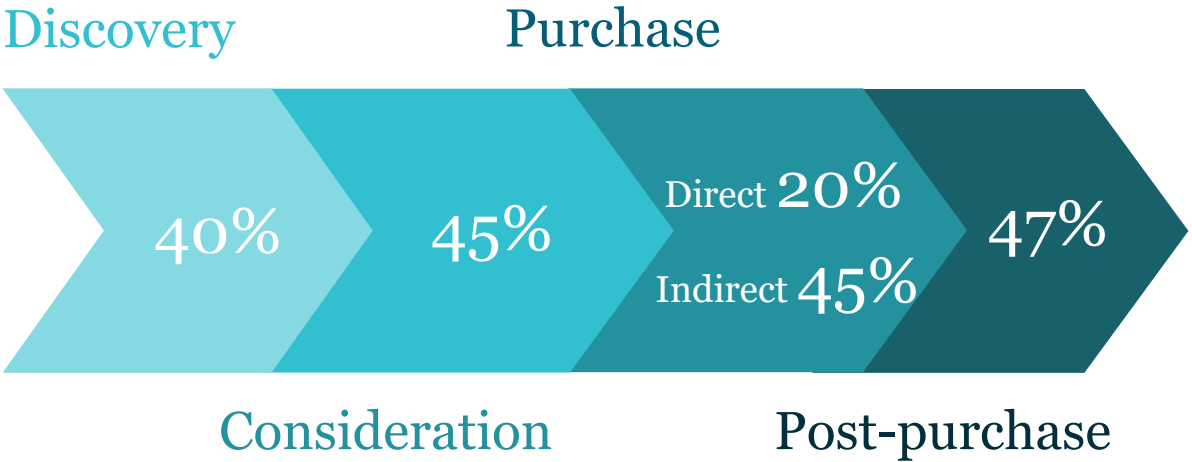 Discovery
Purchase
40%
45%
Direct 20%
Indirect 45%
47%
Consideration
Post-purchase